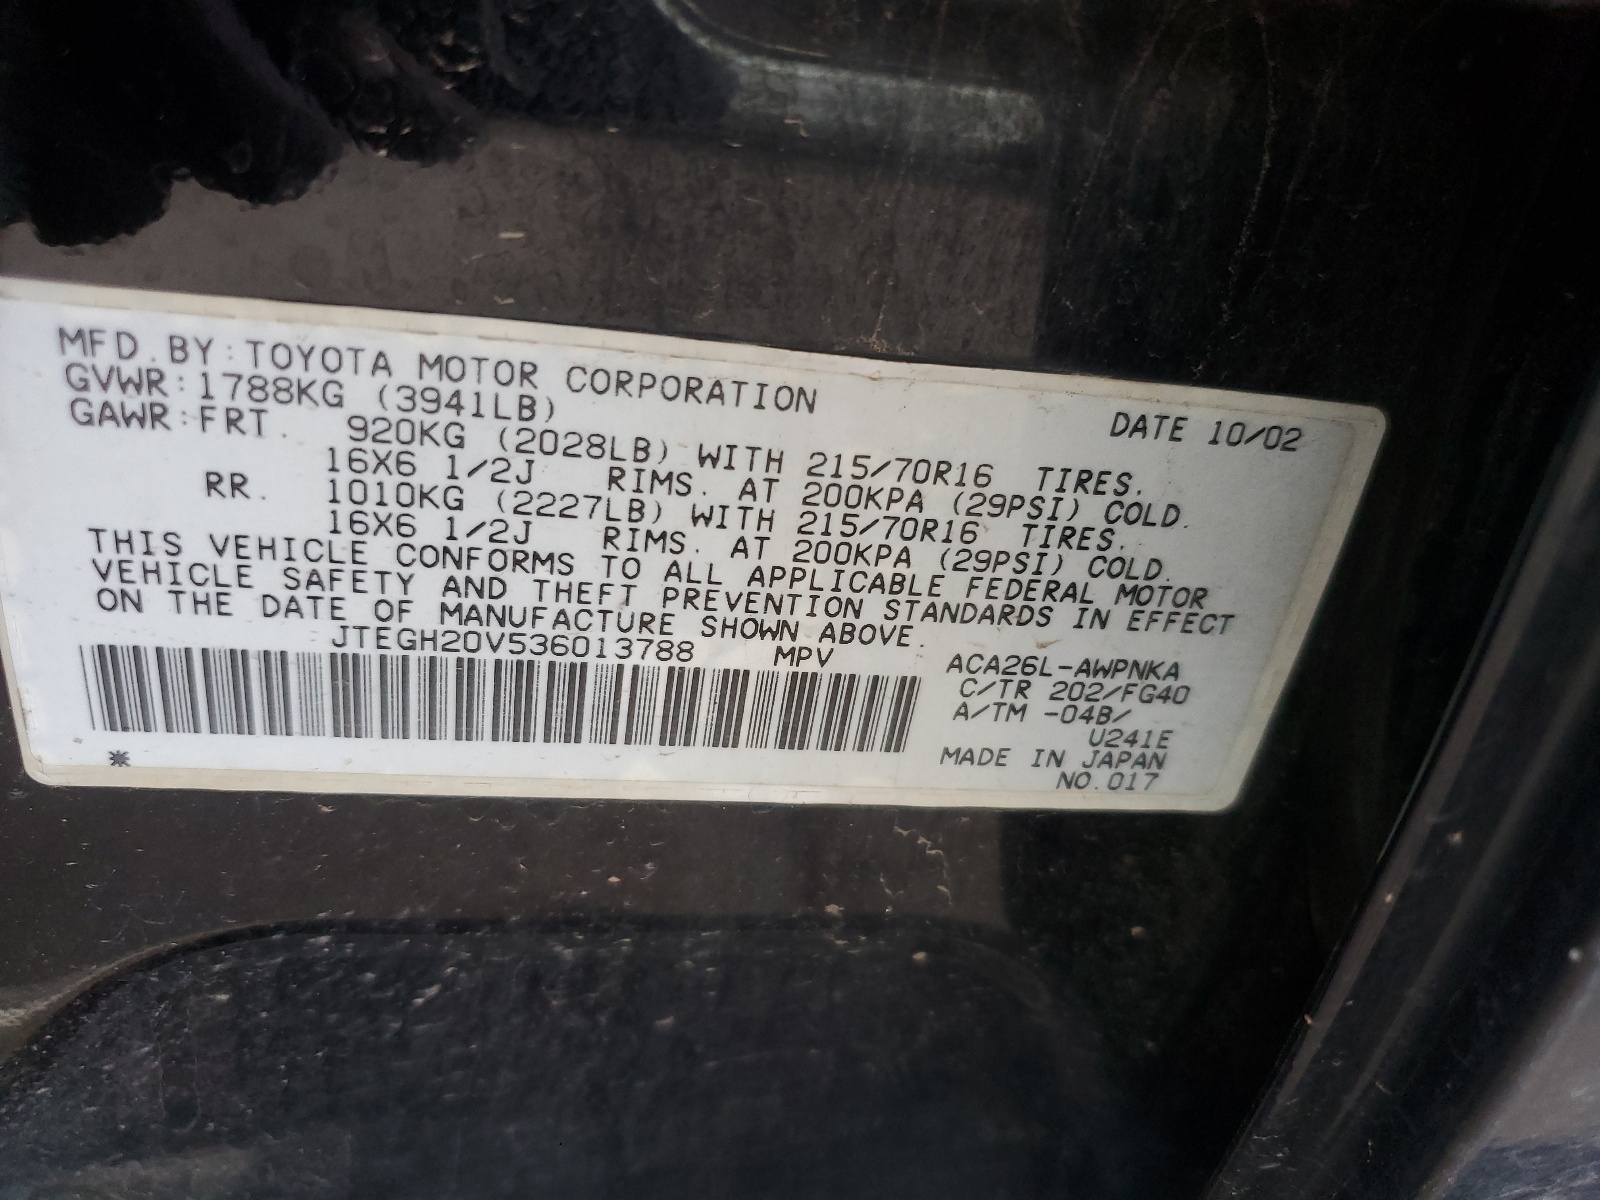 MFD. BY: TOYOTA MOTOR CORPORATION DATE 10/02
GVWR: 1788KG (3941LB)
GAWR: FRT. 920KG (2028LB) WITH 215/70R16 TIRES.
16X6 1/2J RIMS. AT 200KPA (29PSI) COLD.
RR. 1010KG (2227LB) WITH 215/70R16 TIRES.
16X6 1/2J RIMS. AT 200KPA (29PSI) COLD.
THIS VEHICLE CONFORMS TO ALL APPLICABLE FEDERAL MOTOR
VEHICLE SAFETY AND THEFT PREVENTION STANDARDS IN EFFECT
ON THE DATE OF MANUFACTURE SHOWN ABOVE.
JTEGH20V536013788 MPV
ACA26L-AWPNKA
C/TR 202/FG40
A/TM -04B/
U241E
MADE IN JAPAN
NO.017